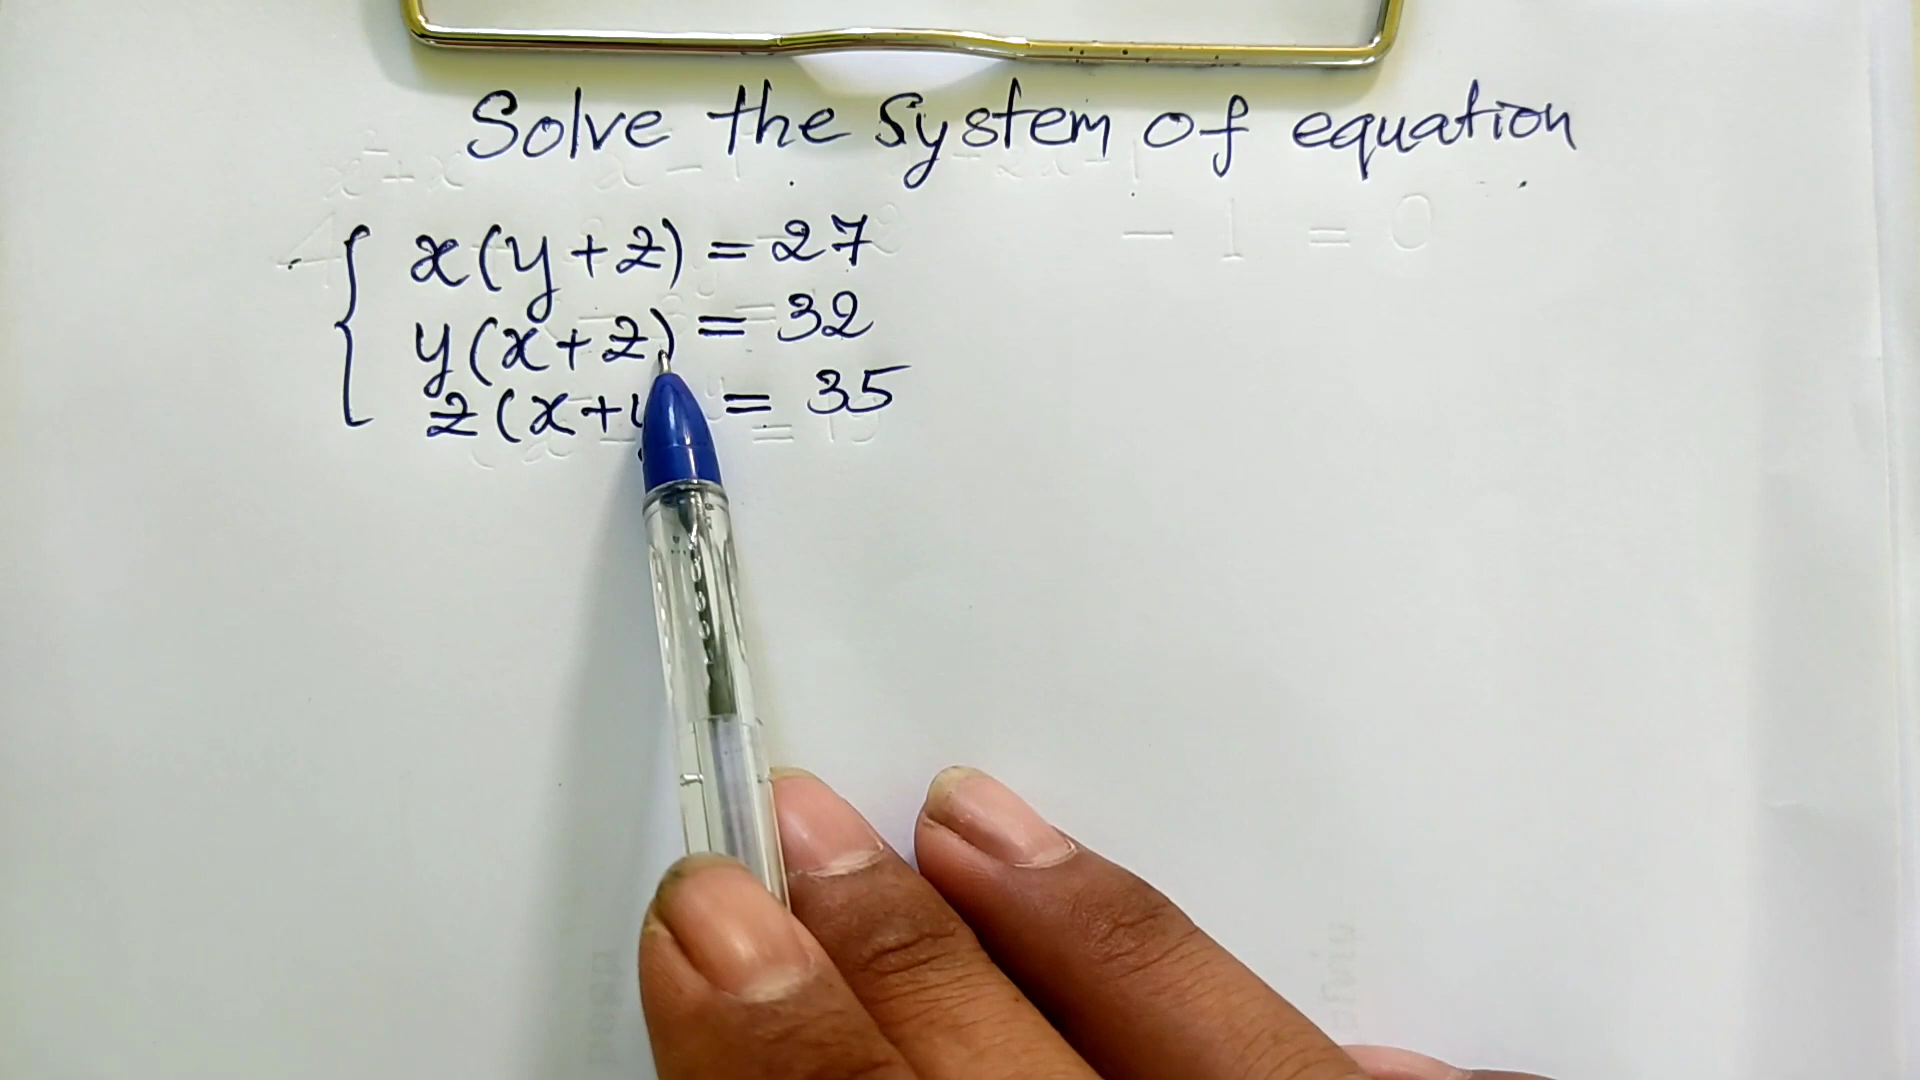 Solve the System of equation
x(y+z) = 27
y(x+z) = 32
z(x+y = 35